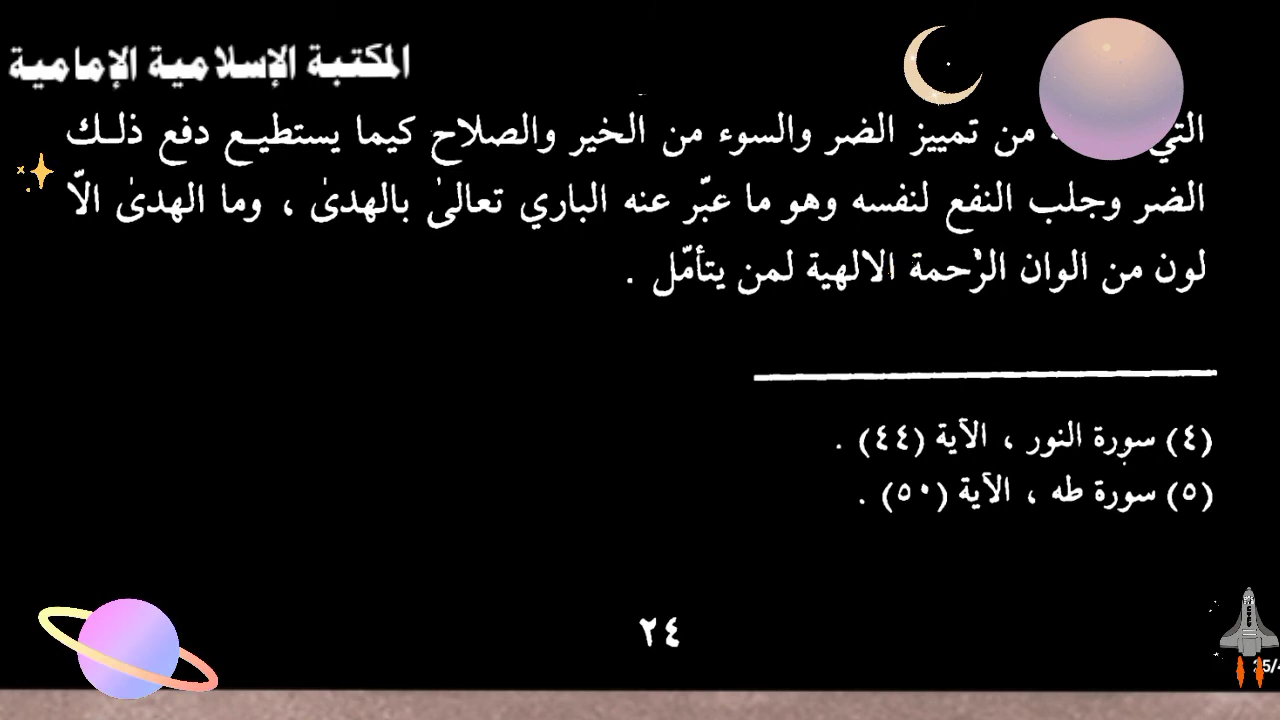 المكتبة الإسلامية الإمامية
التي من تمييز الضر والسوء من الخير والصلاح كيما يستطيع دفع ذلك
الضر وجلب النفع لنفسه وهو ما عبّر عنه الباري تعالىٰ بالهدىٰ ، وما الهدىٰ الاّ
لون من الوان الرّحمة الالهية لمن يتأمّل .
(٤) سورة النور ، الآية (٤٤) .
(٥) سورة طه ، الآية (٥٠) .
٢٤